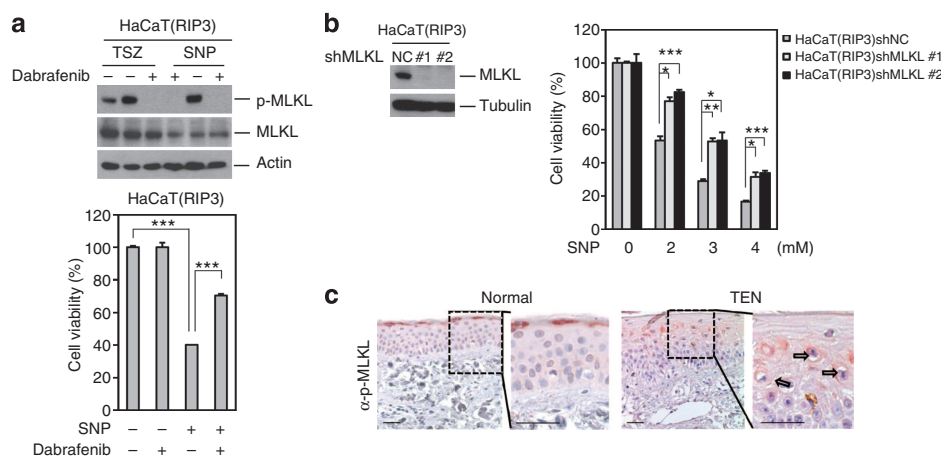 a
HaCaT(RIP3)
TSZ SNP
Dabrafenib – – + + – +
p-MLKL
MLKL
Actin
HaCaT(RIP3)
Cell viability (%)
120
100
80
60
40
20
0
***
***
SNP – – + +
Dabrafenib – + – +
b
HaCaT(RIP3)
shMLKL NC #1 #2
MLKL
Tubulin
Cell viability (%)
120
100
80
60
40
20
0
***
*
*
**
***
*
SNP 0 2 3 4 (mM)
HaCaT(RIP3)shNC
HaCaT(RIP3)shMLKL #1
HaCaT(RIP3)shMLKL #2
c
Normal TEN
α-p-MLKL